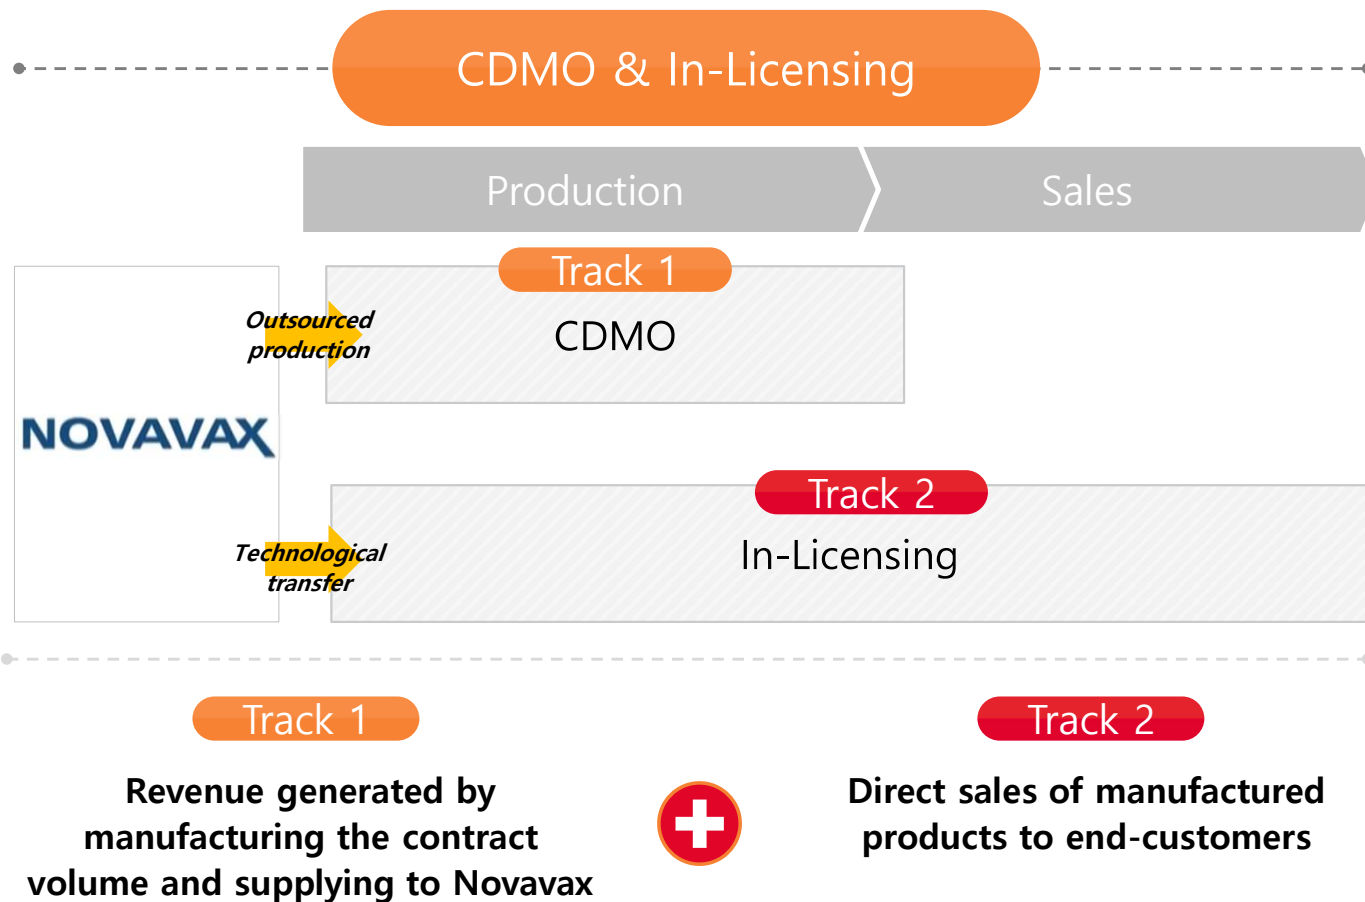 CDMO & In-Licensing
Production
Sales
Track 1
Outsourced
production
CDMO
NOVAVAX
Track 2
Technological
transfer
In-Licensing
Track 1
Revenue generated by
manufacturing the contract
volume and supplying to Novavax
Track 2
Direct sales of manufactured
products to end-customers